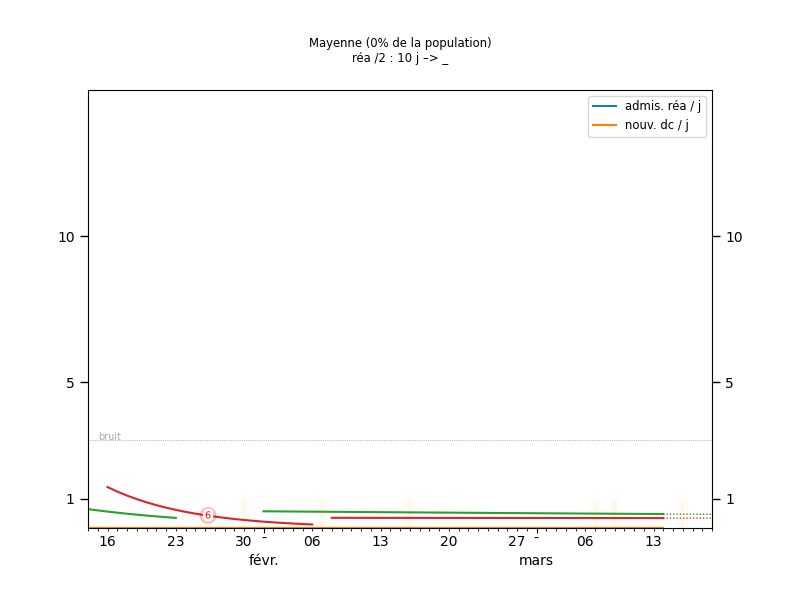 Mayenne (0% de la population)
réa /2 : 10 j –> _
admis. réa / j
nouv. dc / j
10
10
5
5
bruit
1
1
6
16
23
30
-
06
13
20
27
-
06
13
févr.
mars